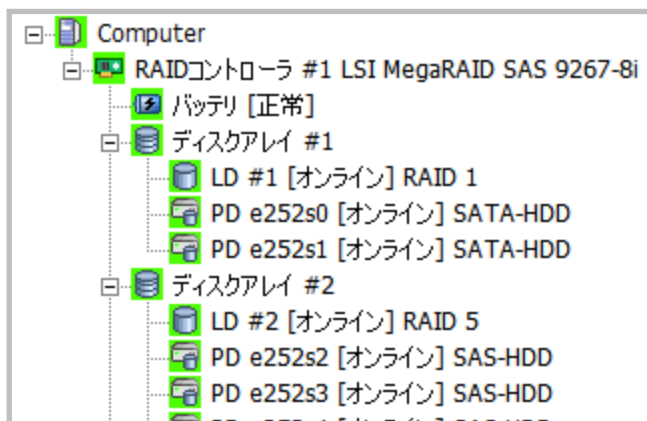 Computer
RAIDコントローラ #1 LSI MegaRAID SAS 9267-8i
バッテリ [正常]
ディスクアレイ #1
LD #1 [オンライン] RAID 1
PD e252s0 [オンライン] SATA-HDD
PD e252s1 [オンライン] SATA-HDD
ディスクアレイ #2
LD #2 [オンライン] RAID 5
PD e252s2 [オンライン] SAS-HDD
PD e252s3 [オンライン] SAS-HDD